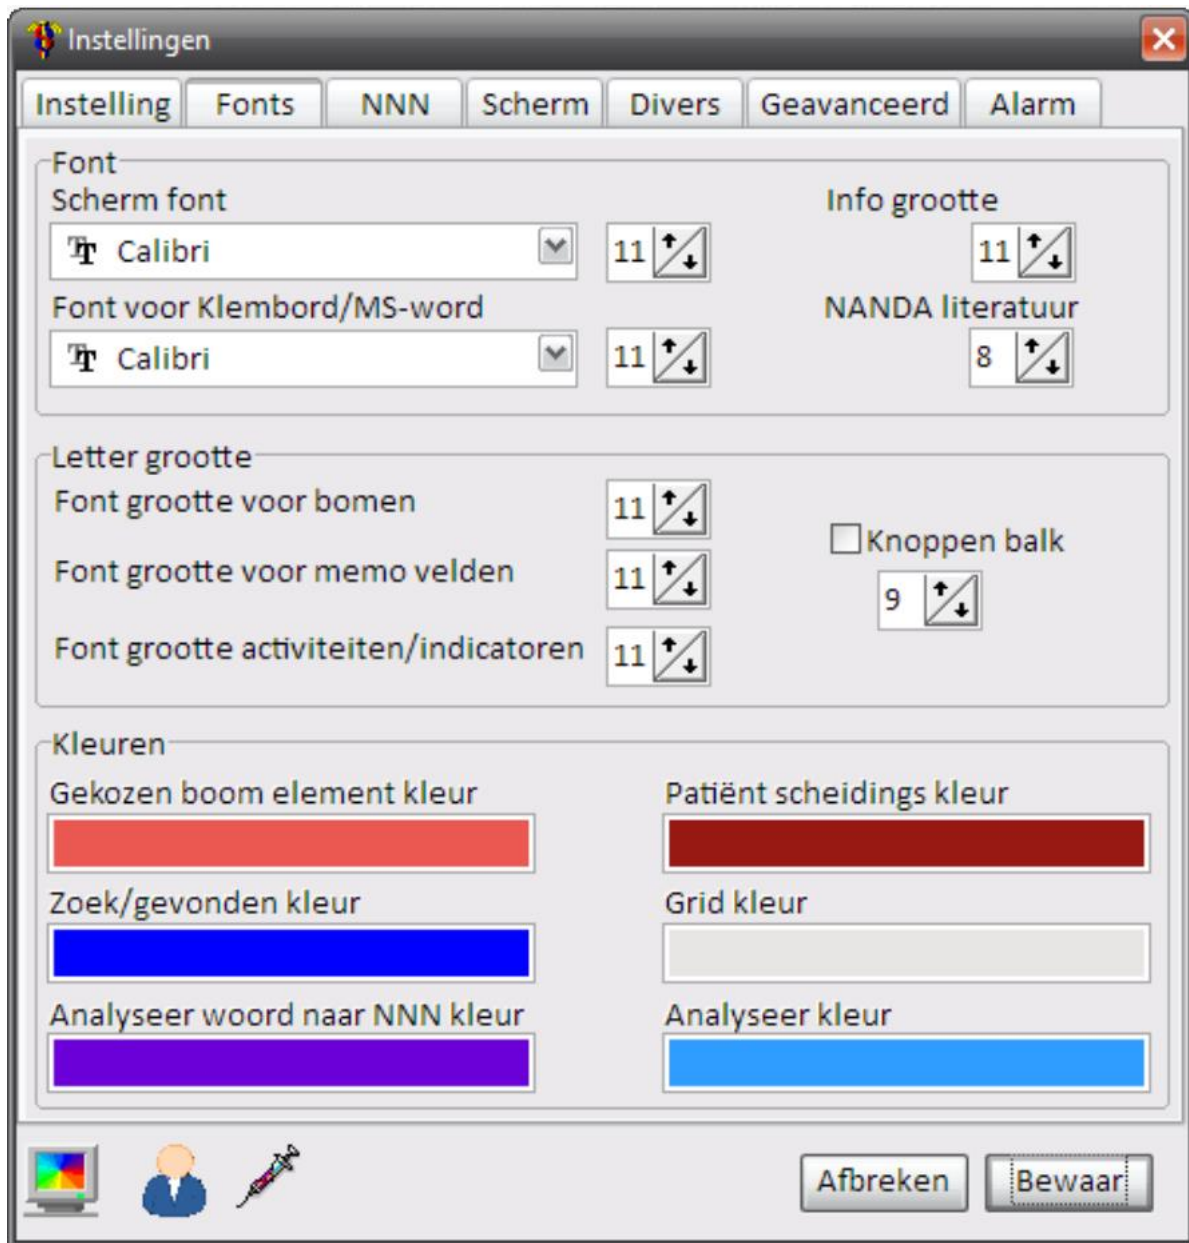 Instellingen
Instelling Fonts NNN Scherm Divers Geavanceerd Alarm
Font
Scherm font Info grootte
Calibri 11 11
Font voor Klembord/MS-word NANDA literatuur
Calibri 11 8
Letter grootte
Font grootte voor bomen 11
Knoppen balk
Font grootte voor memo velden 11 9
Font grootte activiteiten/indicatoren 11
Kleuren
Gekozen boom element kleur Patiënt scheidings kleur
Zoek/gevonden kleur Grid kleur
Analyseer woord naar NNN kleur Analyseer kleur
Afbreken Bewaar